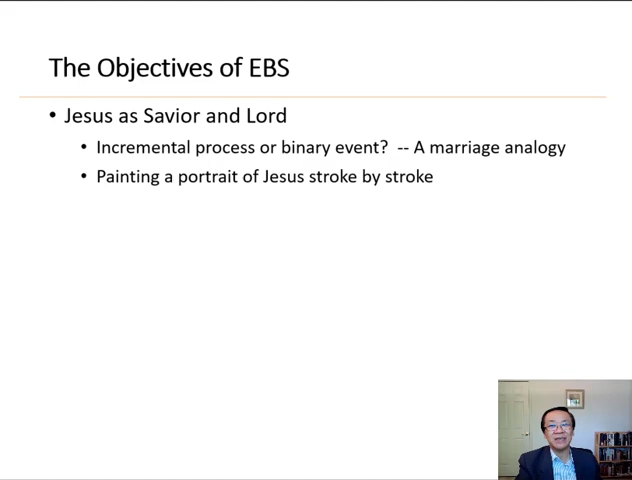 The Objectives of EBS
• Jesus as Savior and Lord
• Incremental process or binary event?  -- A marriage analogy
• Painting a portrait of Jesus stroke by stroke